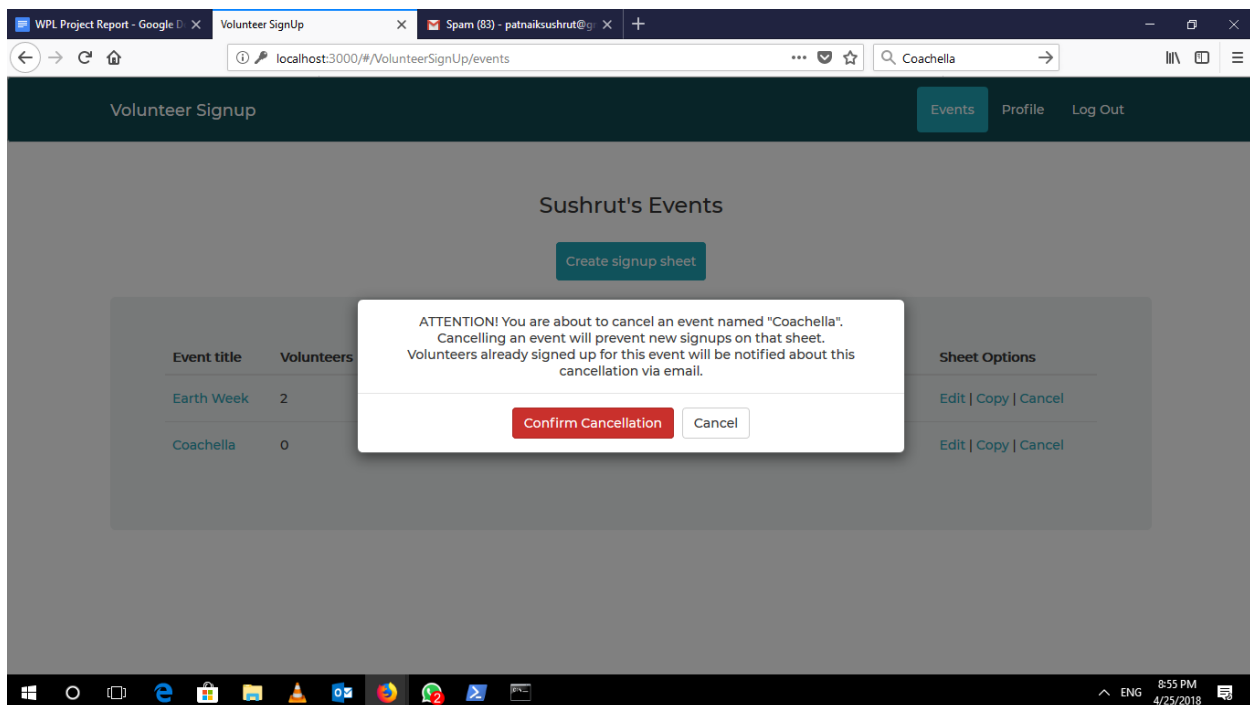 WPL Project Report - Google D
Volunteer SignUp
Spam (83) - patnaiksushrut@gr
localhost:3000/#/VolunteerSignUp/events
Coachella
Volunteer Signup
Events Profile Log Out
Sushrut's Events
Create signup sheet
ATTENTION! You are about to cancel an event named "Coachella".
Cancelling an event will prevent new signups on that sheet.
Volunteers already signed up for this event will be notified about this
cancellation via email.
Confirm Cancellation Cancel
Event title Volunteers Sheet Options
Earth Week 2 Edit | Copy | Cancel
Coachella 0 Edit | Copy | Cancel
2
ENG
8:55 PM
4/25/2018